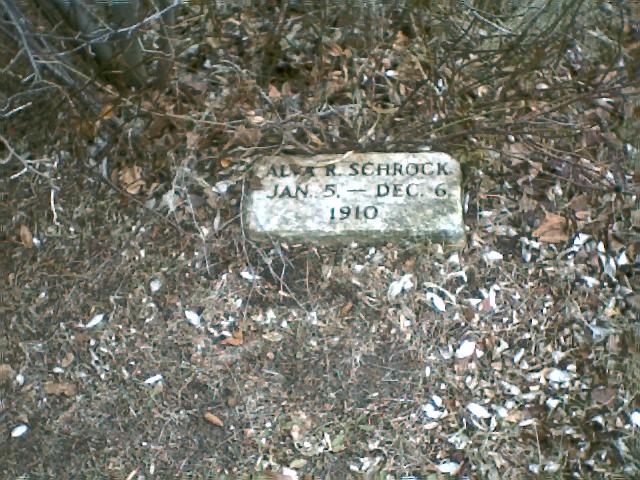 ALVA R. SCHROCK
JAN. 5. — DEC. 6
1910